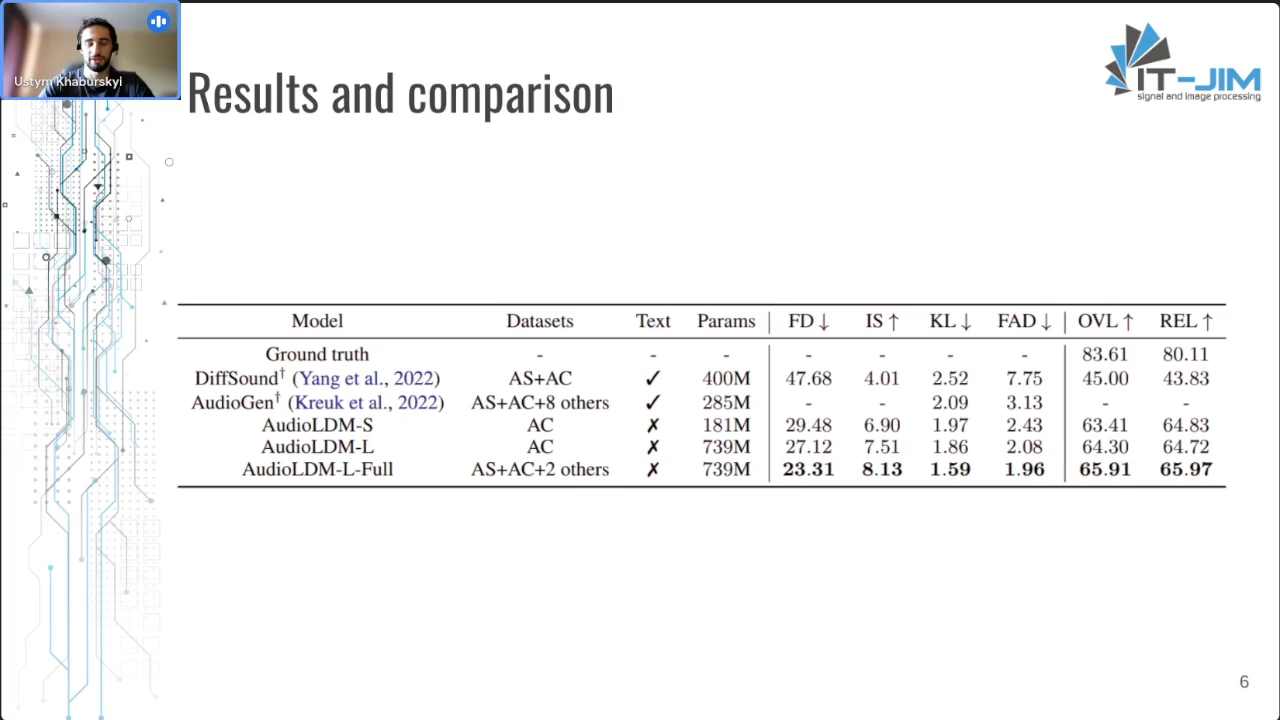 Ustym Khaburskyi
Results and comparison
IT-JIM
signal and image processing
Model Datasets Text Params FD ↓ IS ↑ KL ↓ FAD ↓ OVL ↑ REL ↑
Ground truth - - - - - - - 83.61 80.11
DiffSound† (Yang et al., 2022) AS+AC ✓ 400M 47.68 4.01 2.52 7.75 45.00 43.83
AudioGen† (Kreuk et al., 2022) AS+AC+8 others ✓ 285M - - 2.09 3.13 - -
AudioLDM-S AC ✗ 181M 29.48 6.90 1.97 2.43 63.41 64.83
AudioLDM-L AC ✗ 739M 27.12 7.51 1.86 2.08 64.30 64.72
AudioLDM-L-Full AS+AC+2 others ✗ 739M 23.31 8.13 1.59 1.96 65.91 65.97
6